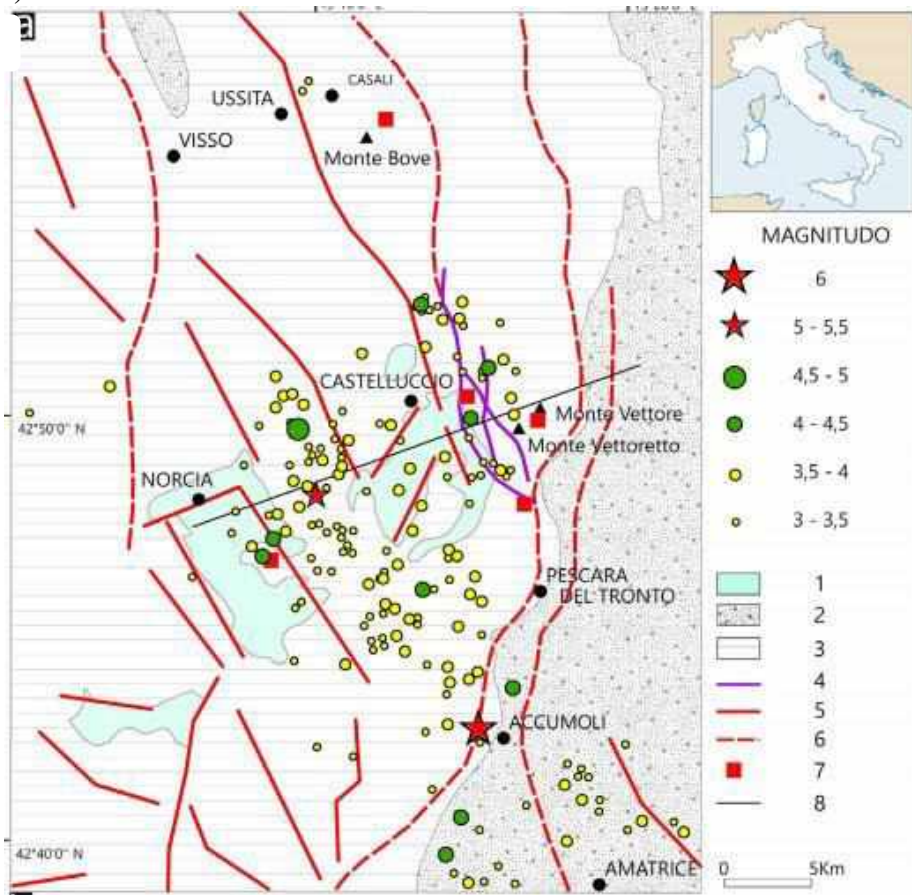 a
CASALI
USSITA
VISSO
Monte Bove
CASTELLUCCIO
42°50'0'' N
Monte Vettore
Monte Vettoretto
NORCIA
PESCARA
DEL TRONTO
ACCUMOLI
42°40'0'' N
AMATRICE
MAGNITUDO
6
5 - 5,5
4,5 - 5
4 - 4,5
3,5 - 4
3 - 3,5
1
2
3
4
5
6
7
8
0 5Km